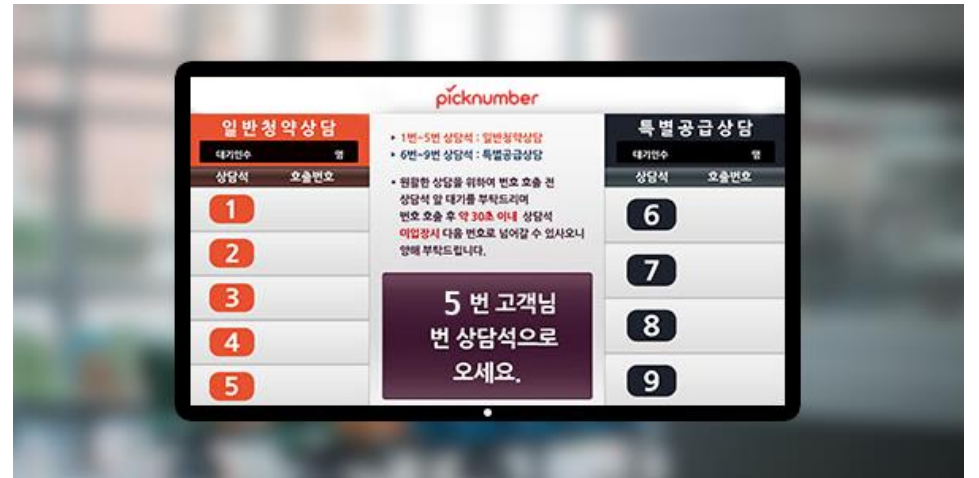 picknumber
일반청약상담
대기인수 명
상담석 호출번호
1
2
3
4
5
• 1번~5번 상담석 : 일반청약상담
• 6번~9번 상담석 : 특별공급상담
• 원할한 상담을 위하여 번호 호출 전
상담석 앞 대기를 부탁드리며
번호 호출 후 약 30초 이내 상담석
미입장시 다음 번호로 넘어갈 수 있사오니
양해 부탁드립니다.
5 번 고객님
번 상담석으로
오세요.
특별공급상담
대기인수 명
상담석 호출번호
6
7
8
9